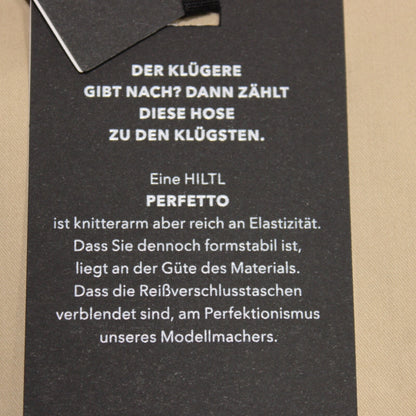 DER KLÜGERE
GIBT NACH? DANN ZÄHLT
DIESE HOSE
ZU DEN KLÜGSTEN.
Eine HILTL
PERFETTO
ist knitterarm aber reich an Elastizität.
Dass Sie dennoch formstabil ist,
liegt an der Güte des Materials.
Dass die Reißverschlusstaschen
verblendet sind, am Perfektionismus
unseres Modellmachers.